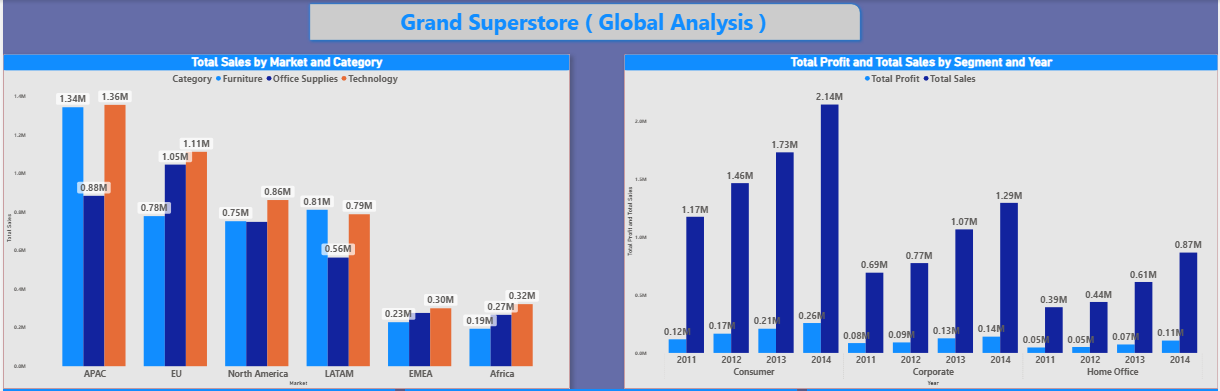 Grand Superstore ( Global Analysis )
Total Sales by Market and Category
Category Furniture Office Supplies Technology
1.4M
1.2M
1.0M
0.8M
0.6M
0.4M
0.2M
0.0M
Total Sales
1.34M 0.88M 1.36M
0.78M 1.05M 1.11M
0.75M 0.86M
0.81M 0.56M 0.79M
0.23M 0.30M
0.19M 0.27M 0.32M
APAC EU North America LATAM EMEA Africa
Market
Total Profit and Total Sales by Segment and Year
Total Profit Total Sales
2.0M
1.5M
1.0M
0.5M
0.0M
Total Profit and Total Sales
0.12M 1.17M 0.17M 1.46M 0.21M 1.73M 0.26M 2.14M
0.08M 0.69M 0.09M 0.77M 0.13M 1.07M 0.14M 1.29M
0.05M 0.39M 0.05M 0.44M 0.07M 0.61M 0.11M 0.87M
2011 2012 2013 2014 2011 2012 2013 2014 2011 2012 2013 2014
Consumer Corporate Home Office
Year